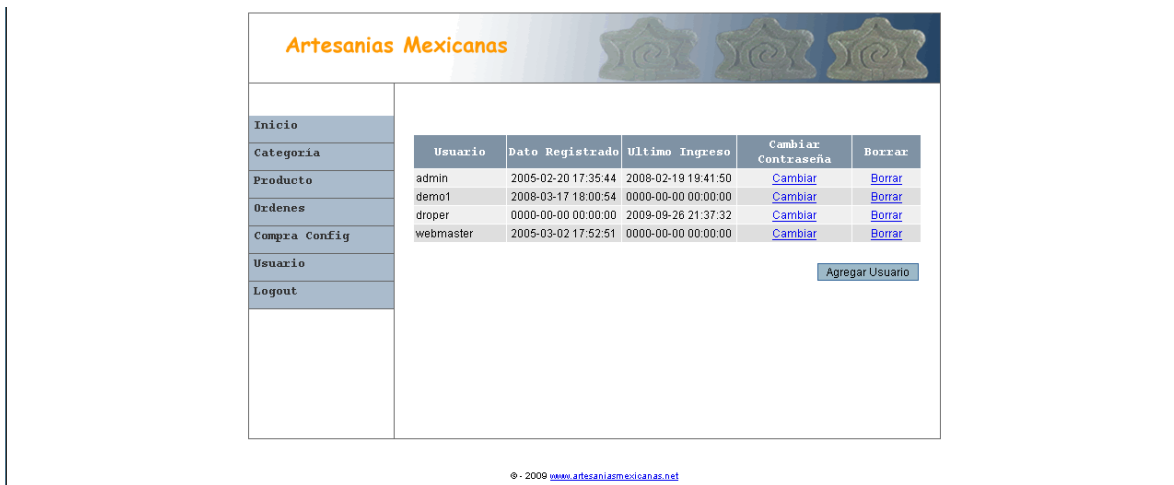 Artesanias Mexicanas
Inicio
Categoría
Producto
Ordenes
Compra Config
Usuario
Logout
Usuario Dato Registrado Ultimo Ingreso Cambiar Contraseña Borrar
admin 2005-02-20 17:35:44 2008-02-19 19:41:50 Cambiar Borrar
demo1 2008-03-17 18:00:54 0000-00-00 00:00:00 Cambiar Borrar
droper 0000-00-00 00:00:00 2009-09-26 21:37:32 Cambiar Borrar
webmaster 2005-03-02 17:52:51 0000-00-00 00:00:00 Cambiar Borrar
Agregar Usuario
© - 2009 www.artesaniasmexicanas.net